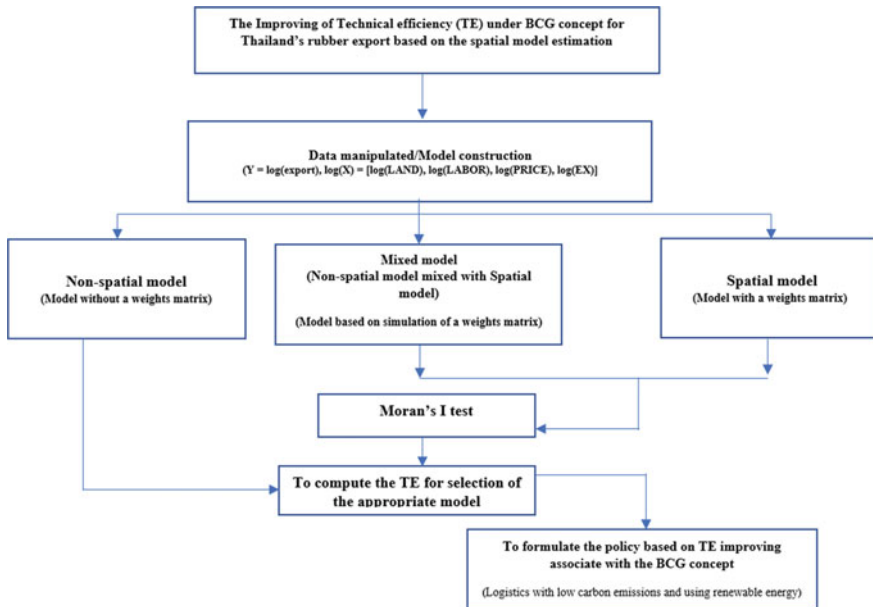 The Improving of Technical efficiency (TE) under BCG concept for
Thailand's rubber export based on the spatial model estimation
Data manipulated/Model construction
(Y = log(export), log(X) = [log(LAND), log(LABOR), log(PRICE), log(EX)]
Non-spatial model
(Model without a weights matrix)
Mixed model
(Non-spatial model mixed with Spatial
model)
(Model based on simulation of a weights matrix)
Spatial model
(Model with a weights matrix)
Moran's I test
To compute the TE for selection of
the appropriate model
To formulate the policy based on TE improving
associate with the BCG concept
(Logistics with low carbon emissions and using renewable energy)